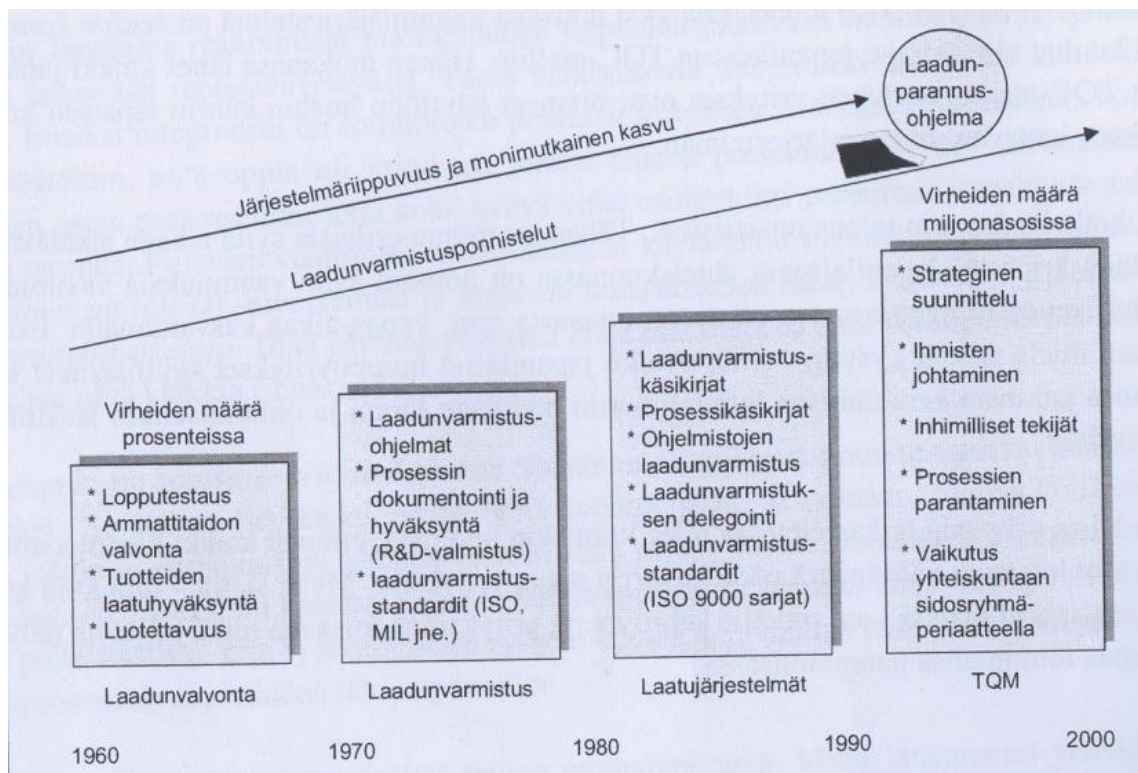 Laadun-
parannus-
ohjelma
Järjestelmäriippuvuus ja monimutkainen kasvu
Laadunvarmistusponnistelut
Virheiden määrä
prosenteissa
* Lopputestaus
* Ammattitaidon
valvonta
* Tuotteiden
laatuhyväksyntä
* Luotettavuus
Laadunvalvonta
* Laadunvarmistus-
ohjelmat
* Prosessin
dokumentointi ja
hyväksyntä
(R&D-valmistus)
* laadunvarmistus-
standardit (ISO,
MIL jne.)
Laadunvarmistus
* Laadunvarmistus-
käsikirjat
* Prosessikäsikirjat
* Ohjelmistojen
laadunvarmistus
* Laadunvarmistuk-
sen delegointi
* Laadunvarmistus-
standardit
(ISO 9000 sarjat)
Laatujärjestelmät
Virheiden määrä
miljoonasosissa
* Strateginen
suunnittelu
* Ihmisten
johtaminen
* Inhimilliset tekijät
* Prosessien
parantaminen
* Vaikutus
yhteiskuntaan
sidosryhmä-
periaatteella
TQM
1960
1970
1980
1990
2000